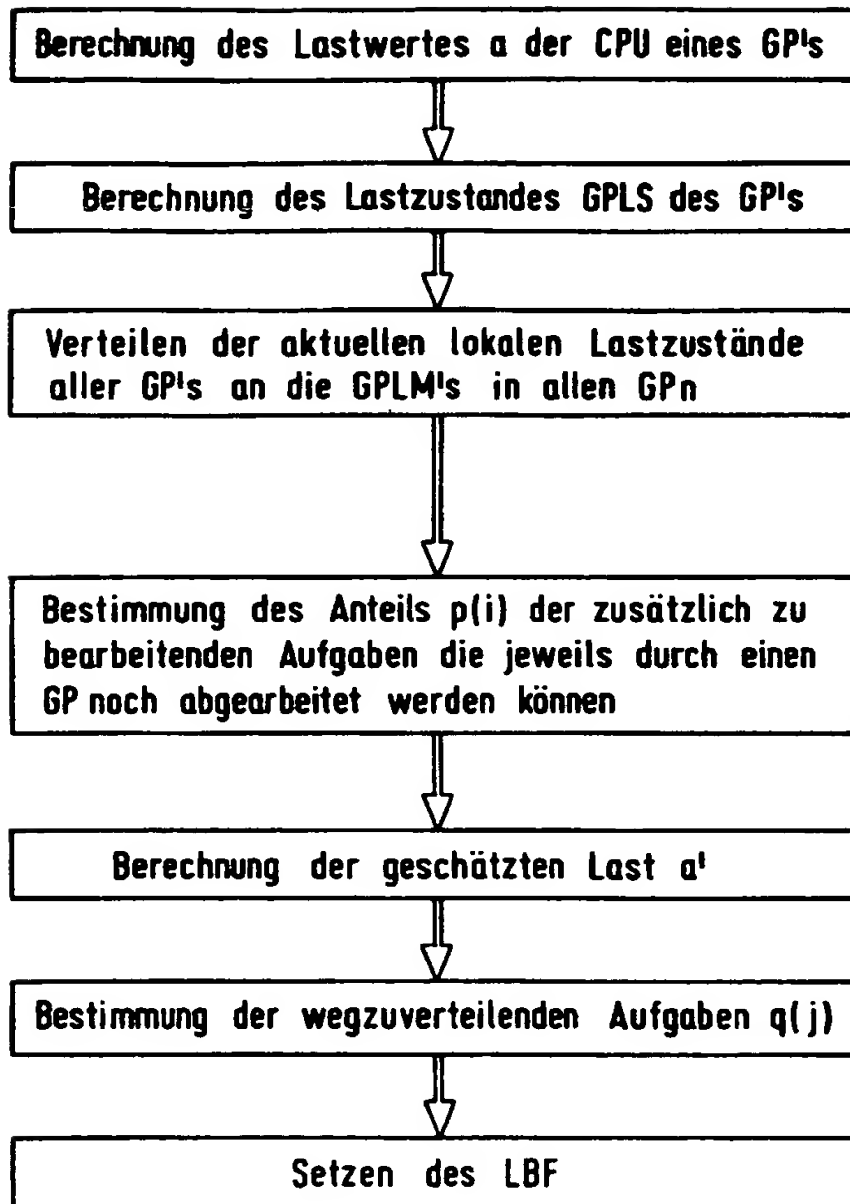 Berechnung des Lastwertes a der CPU eines GP's
Berechnung des Lastzustandes GPLS des GP's
Verteilen der aktuellen lokalen Lastzustände
aller GP's an die GPLM's in allen GPn
Bestimmung des Anteils p(i) der zusätzlich zu
bearbeitenden Aufgaben die jeweils durch einen
GP noch abgearbeitet werden können
Berechnung der geschätzten Last a'
Bestimmung der wegzuverteilenden Aufgaben q(j)
Setzen des LBF